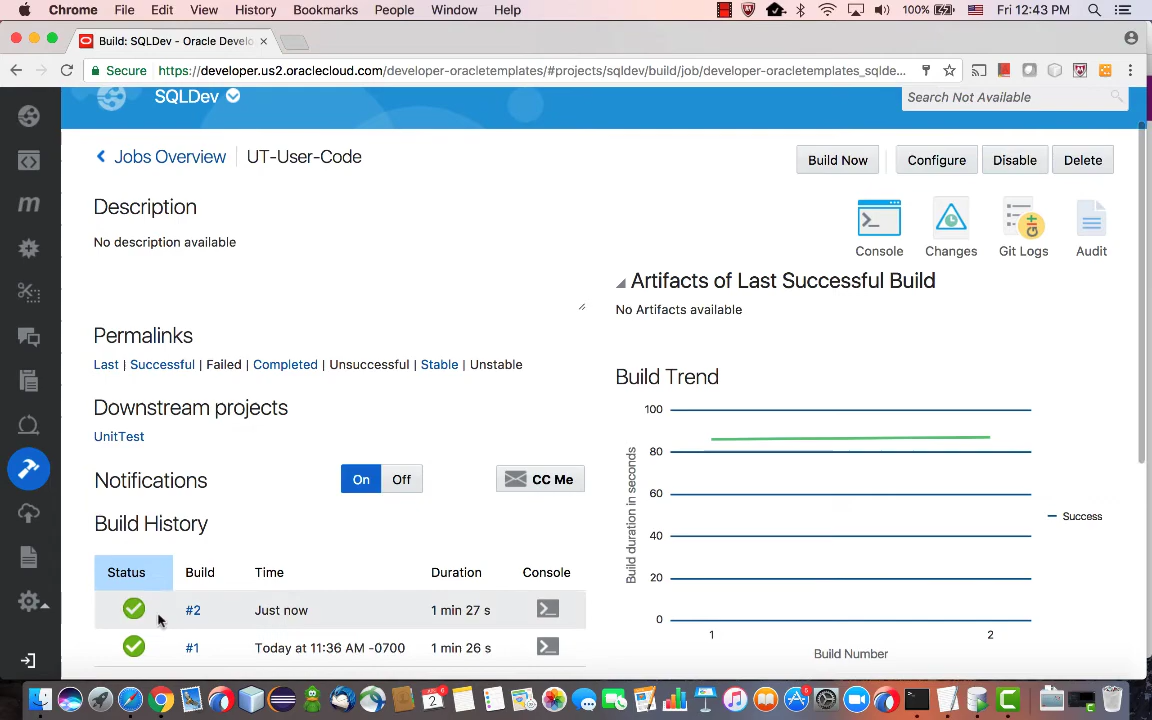 Chrome File Edit View History Bookmarks People Window Help 100% Fri 12:43 PM
Build: SQLDev - Oracle Develo
Secure https://developer.us2.oraclecloud.com/developer-oracletemplates/#projects/sqldev/build/job/developer-oracletemplates_sqlde...
SQLDev
Search Not Available
Jobs Overview UT-User-Code
Build Now Configure Disable Delete
Description
No description available
Console Changes Git Logs Audit
Artifacts of Last Successful Build
No Artifacts available
Permalinks
Last | Successful | Failed | Completed | Unsuccessful | Stable | Unstable
Downstream projects
UnitTest
Notifications On Off CC Me
Build History
Status Build Time Duration Console
#2 Just now 1 min 27 s
#1 Today at 11:36 AM -0700 1 min 26 s
Build Trend
100
80
60
40
20
0
Build duration in seconds
1 2
Build Number
Success